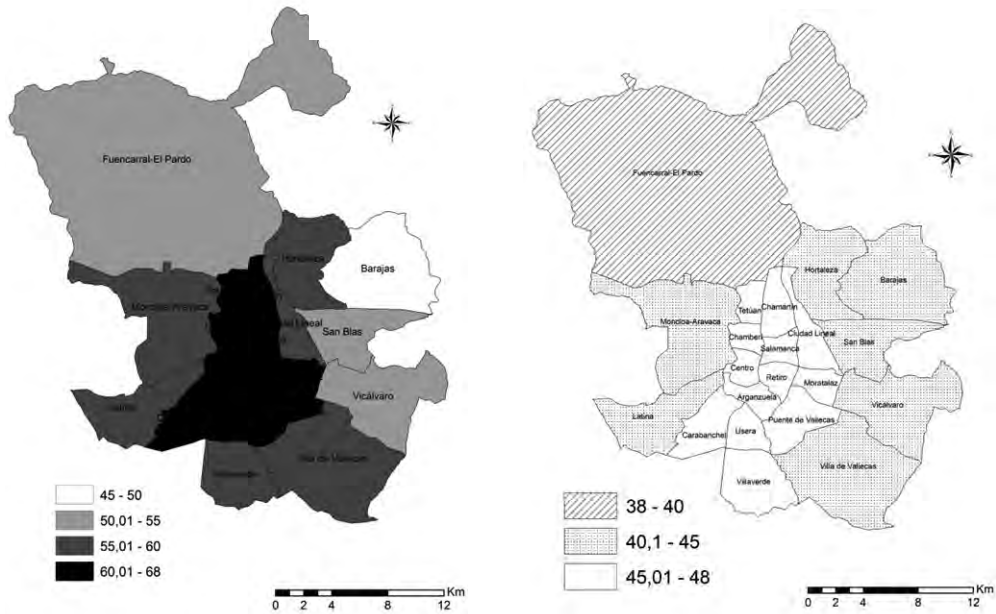 Fuencarral-El Pardo
Hortaleza
Barajas
Moncloa-Aravaca
San Blas
Vicálvaro
Latina
Villa de Vallecas
45 - 50
50,01 - 55
55,01 - 60
60,01 - 68
Km
0 2 4 8 12
Fuencarral-El Pardo
Hortaleza
Barajas
Moncloa-Aravaca
Tetúan
Chamartín
Ciudad Lineal
Chamberí
San Blas
Salamanca
Centro
Retiro
Moratalaz
Vicálvaro
Arganzuela
Latina
Puente de Vallecas
Carabanchel
Usera
Villa de Vallecas
Villaverde
38 - 40
40,1 - 45
45,01 - 48
Km
0 2 4 8 12